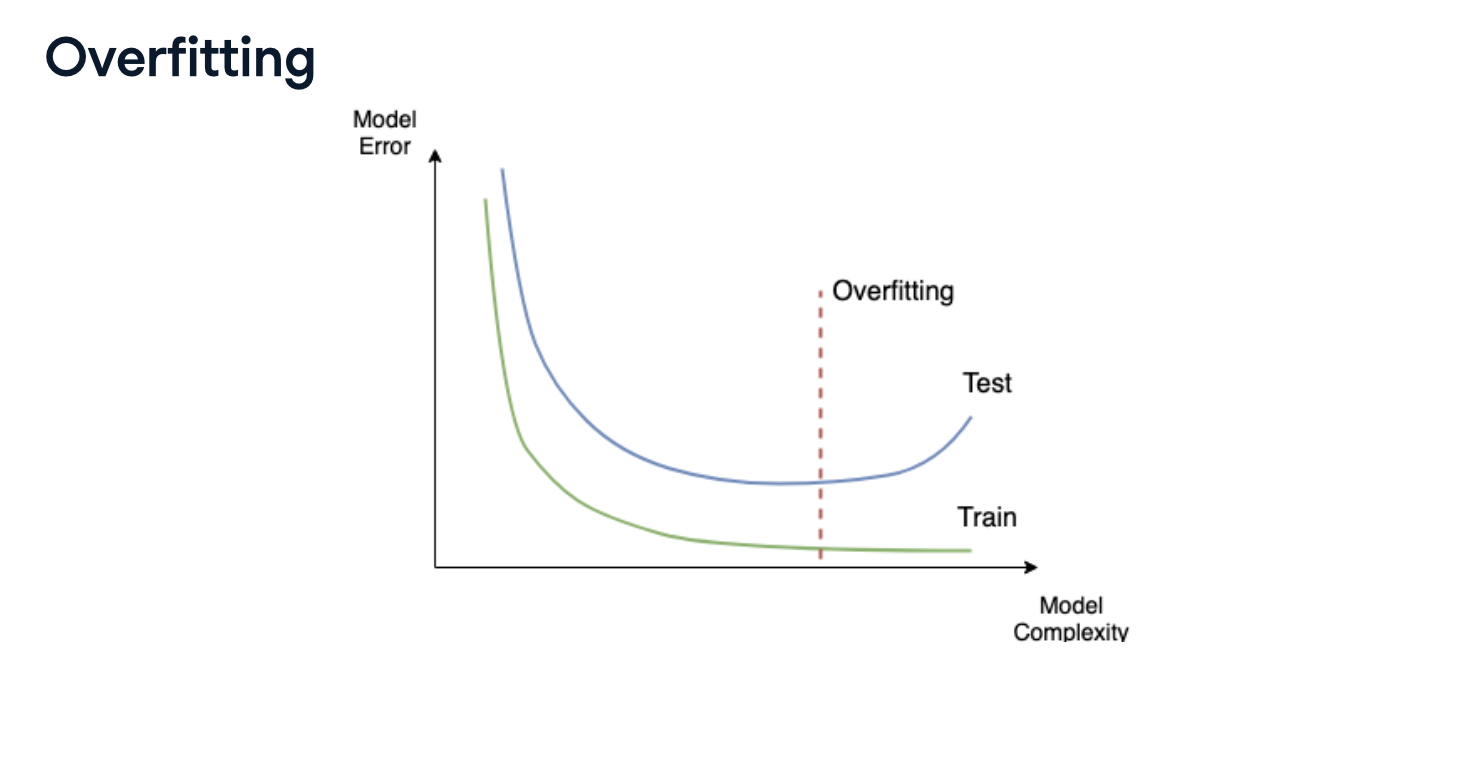 Overfitting
Model
Error
Overfitting
Test
Train
Model
Complexity